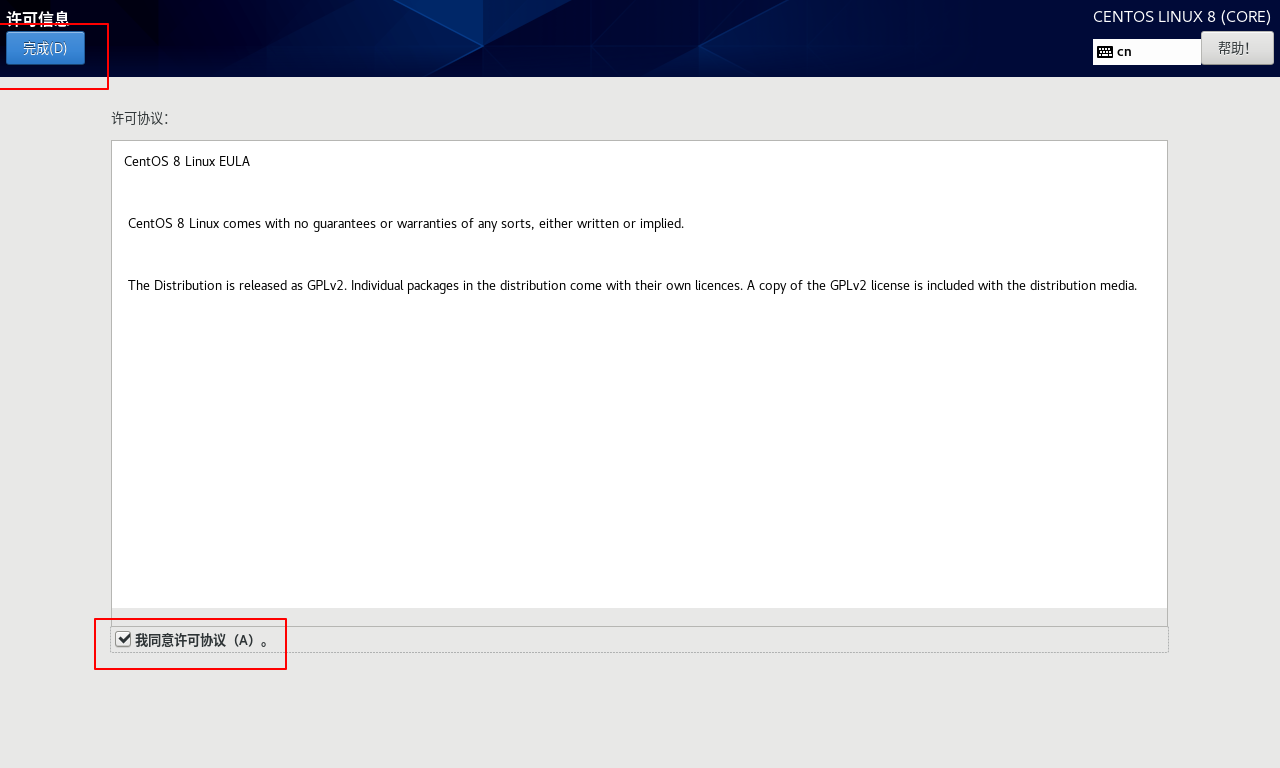 许可信息
CENTOS LINUX 8 (CORE)
完成(D)
cn
帮助！
许可协议：
CentOS 8 Linux EULA
CentOS 8 Linux comes with no guarantees or warranties of any sorts, either written or implied.
The Distribution is released as GPLv2. Individual packages in the distribution come with their own licences. A copy of the GPLv2 license is included with the distribution media.
我同意许可协议（A）。